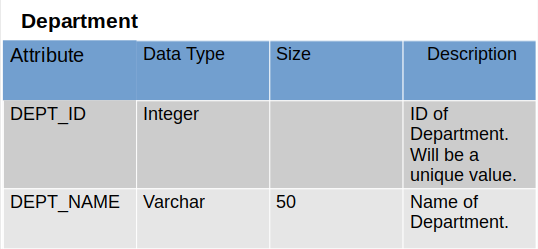 Department
Attribute Data Type Size Description
DEPT_ID Integer ID of
Department.
Will be a
unique value.
DEPT_NAME Varchar 50 Name of
Department.